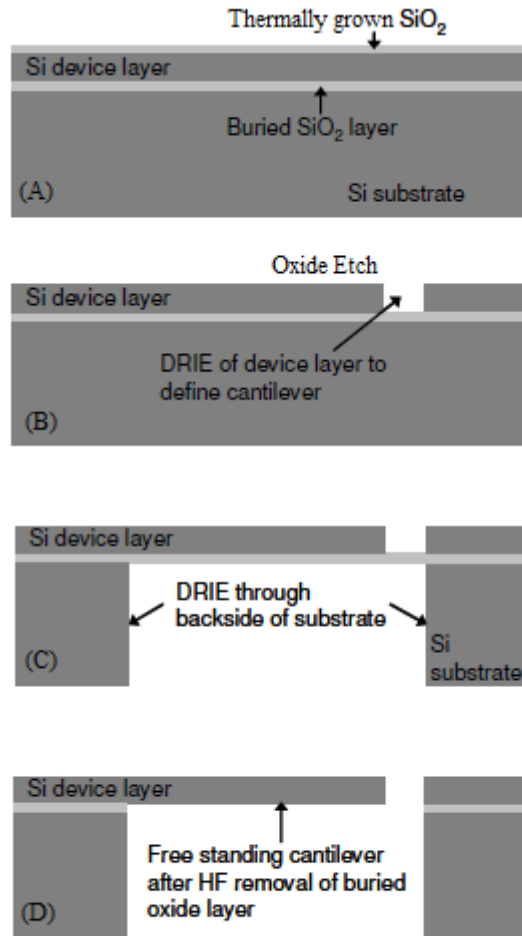 Thermally grown SiO₂
Si device layer
Buried SiO₂ layer
(A)
Si substrate
Oxide Etch
Si device layer
DRIE of device layer to
define cantilever
(B)
Si device layer
DRIE through
backside of substrate
(C)
Si
substrate
Si device layer
Free standing cantilever
after HF removal of buried
oxide layer
(D)